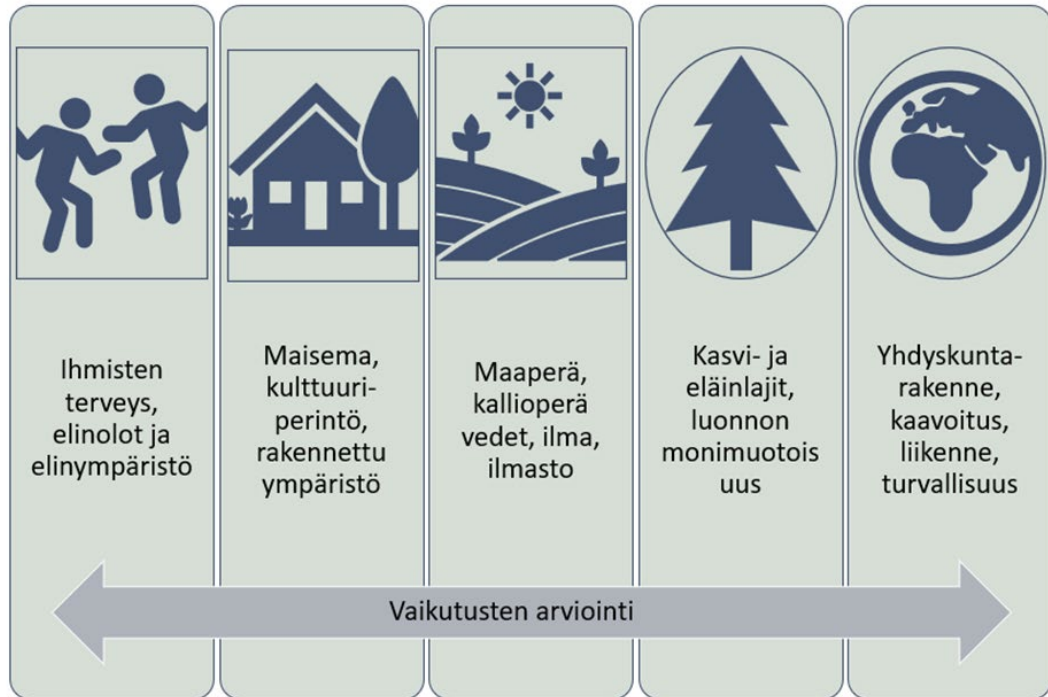 Ihmisten
terveys,
elinolot ja
elinympäristö
Maisema,
kulttuuri-
perintö,
rakennettu
ympäristö
Maaperä,
kallioperä
vedet, ilma,
ilmasto
Kasvi- ja
eläinlajit,
luonnon
monimuotois
uus
Yhdyskunta-
rakenne,
kaavoitus,
liikenne,
turvallisuus
Vaikutusten arviointi